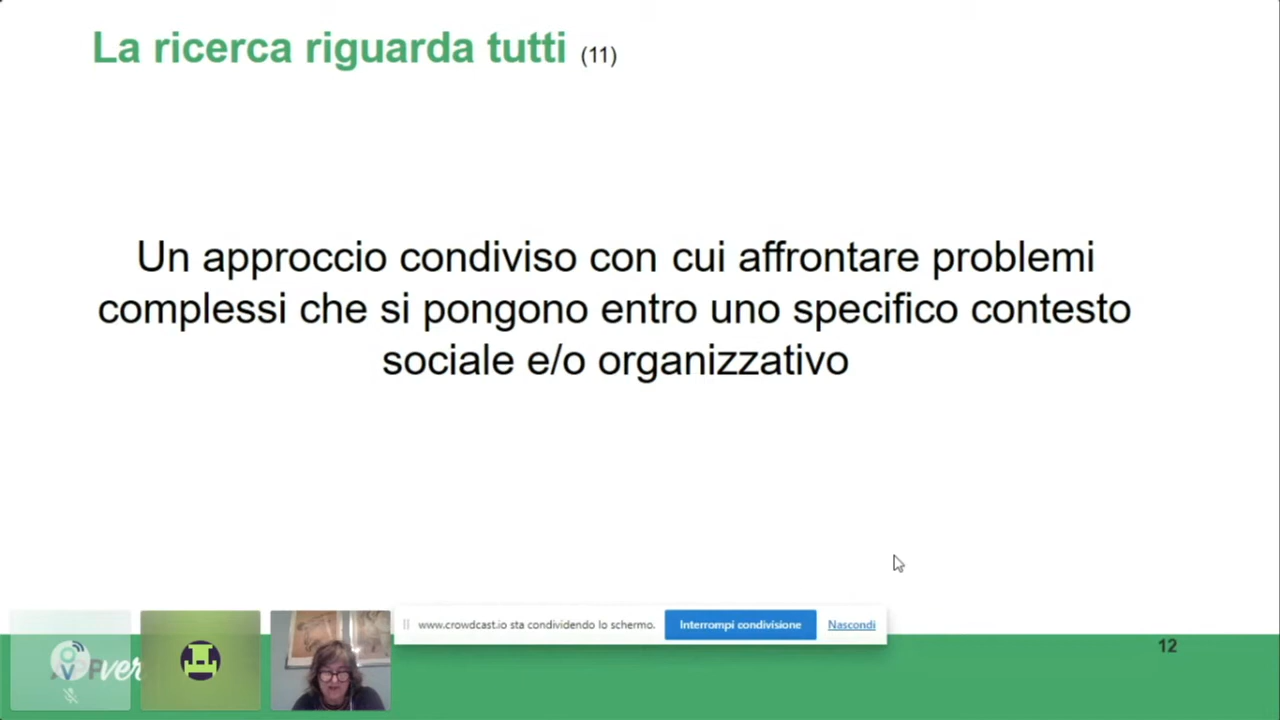 La ricerca riguarda tutti (11)
Un approccio condiviso con cui affrontare problemi
complessi che si pongono entro uno specifico contesto
sociale e/o organizzativo
www.crowdcast.io sta condividendo lo schermo. Interrompi condivisione Nascondi
12